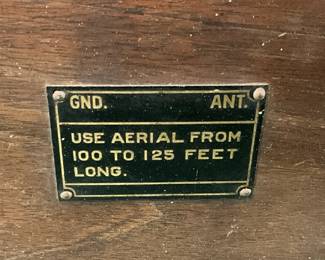 GND. ANT.
USE AERIAL FROM
100 TO 125 FEET
LONG.